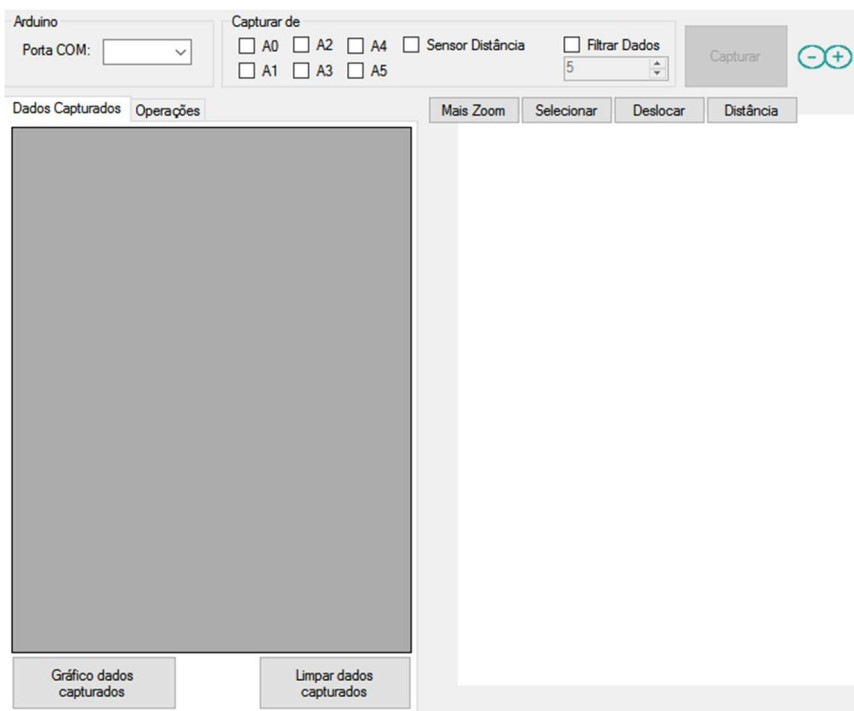 Arduino
Porta COM:
Capturar de
A0 A2 A4 Sensor Distância Filtrar Dados
A1 A3 A5 5
Capturar
Dados Capturados Operações
Mais Zoom Selecionar Deslocar Distância
Gráfico dados
capturados
Limpar dados
capturados